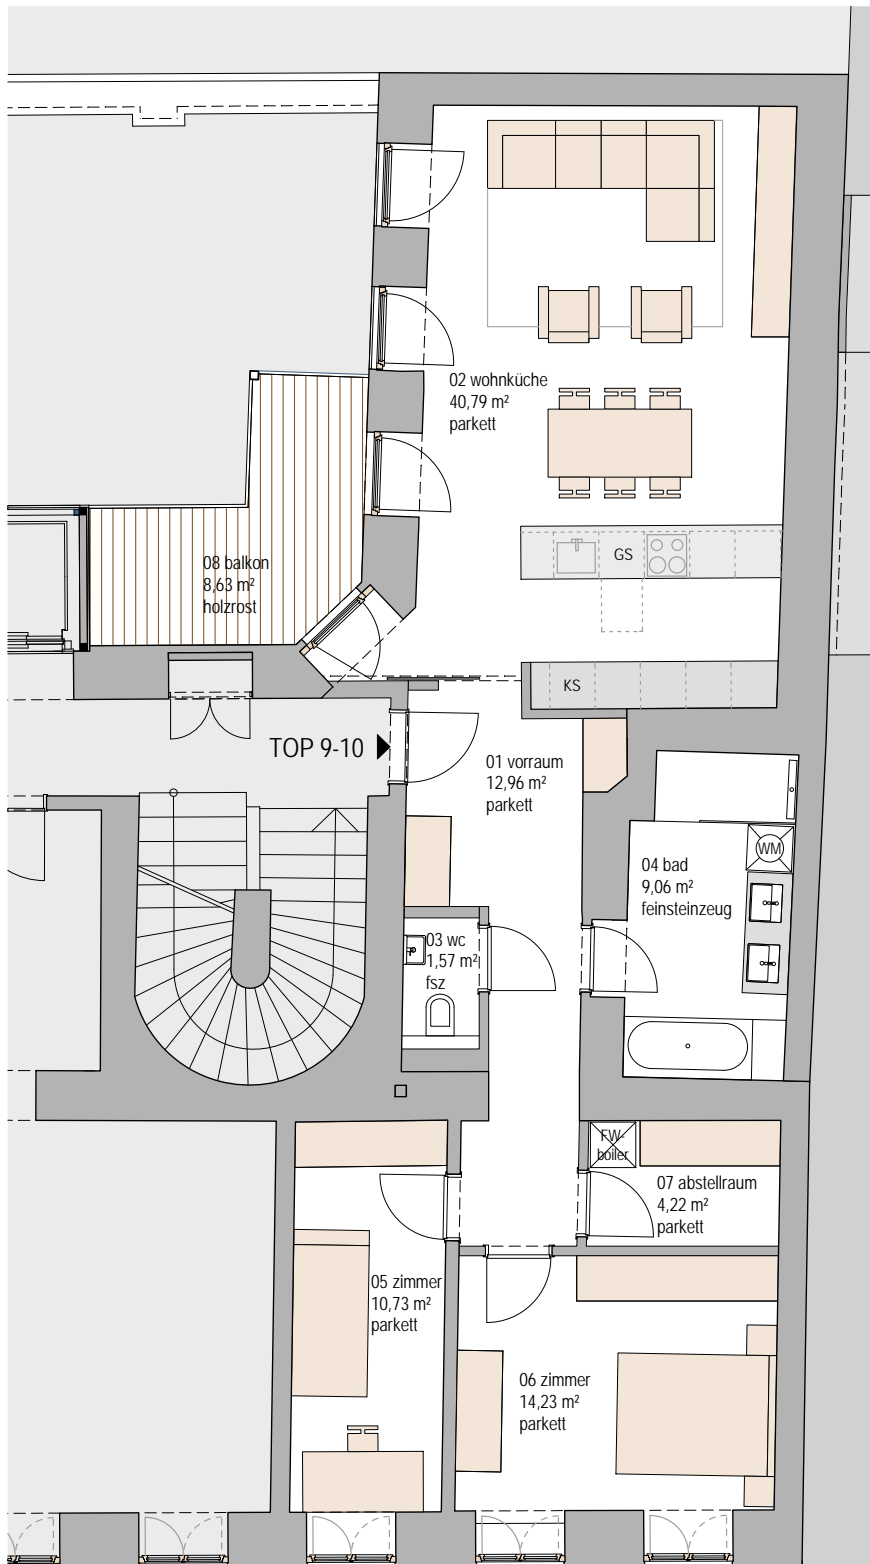 02 wohnküche
40,79 m²
parkett
GS
08 balkon
8,63 m²
holzrost
KS
TOP 9-10
01 vorraum
12,96 m²
parkett
WM
04 bad
9,06 m²
feinsteinzeug
03 wc
1,57 m²
fsz
FW-
boiler
07 abstellraum
4,22 m²
parkett
05 zimmer
10,73 m²
parkett
06 zimmer
14,23 m²
parkett